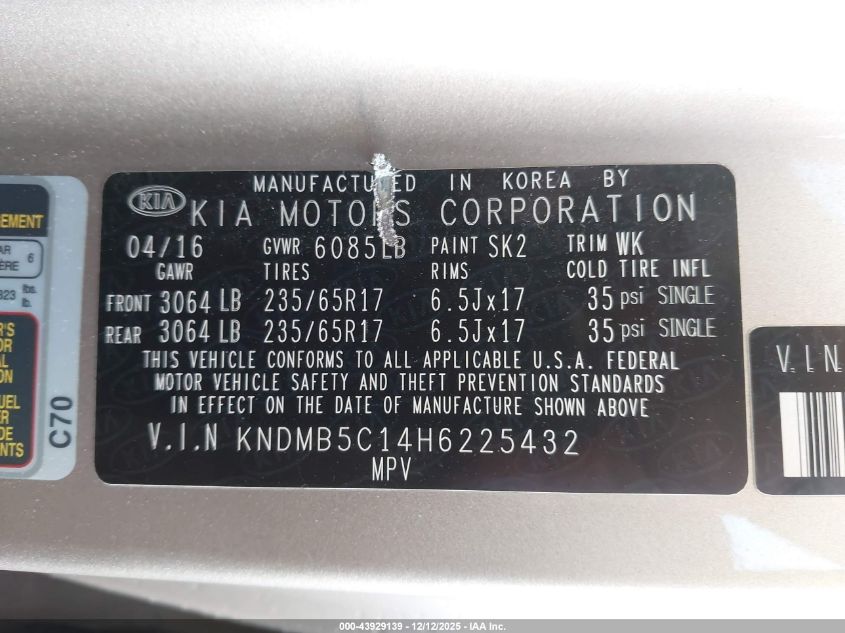 MANUFACTURED IN KOREA BY
KIA KIA MOTORS CORPORATION
04/16 GVWR 6085LB PAINT SK2 TRIM WK
GAWR TIRES RIMS COLD TIRE INFL
FRONT 3064 LB 235/65R17 6.5Jx17 35 psi SINGLE
REAR 3064 LB 235/65R17 6.5Jx17 35 psi SINGLE
THIS VEHICLE CONFORMS TO ALL APPLICABLE U.S.A. FEDERAL
MOTOR VEHICLE SAFETY AND THEFT PREVENTION STANDARDS
IN EFFECT ON THE DATE OF MANUFACTURE SHOWN ABOVE
V.I.N KNDMB5C14H6225432
MPV
6
lbs.
lb.
C70
V.I.N
000-43929139 - 12/12/2025 - IAA Inc.